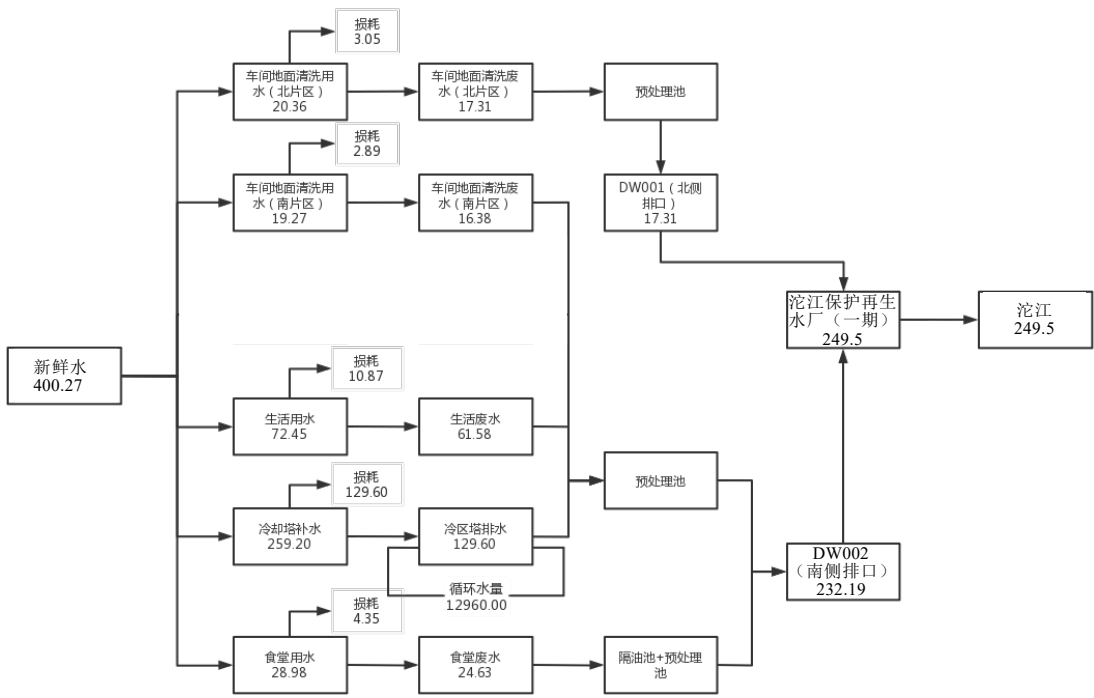 损耗
3.05
车间地面清洗用
水（北片区）
20.36
车间地面清洗废
水（北片区）
17.31
预处理池
损耗
2.89
车间地面清洗用
水（南片区）
19.27
车间地面清洗废
水（南片区）
16.38
DW001（北侧
排口）
17.31
沱江保护再生
水厂（一期）
249.5
沱江
249.5
新鲜水
400.27
损耗
10.87
生活用水
72.45
生活废水
61.58
损耗
129.60
冷却塔补水
259.20
冷区塔排水
129.60
预处理池
循环水量
12960.00
DW002
（南侧排口）
232.19
损耗
4.35
食堂用水
28.98
食堂废水
24.63
隔油池+预处理
池